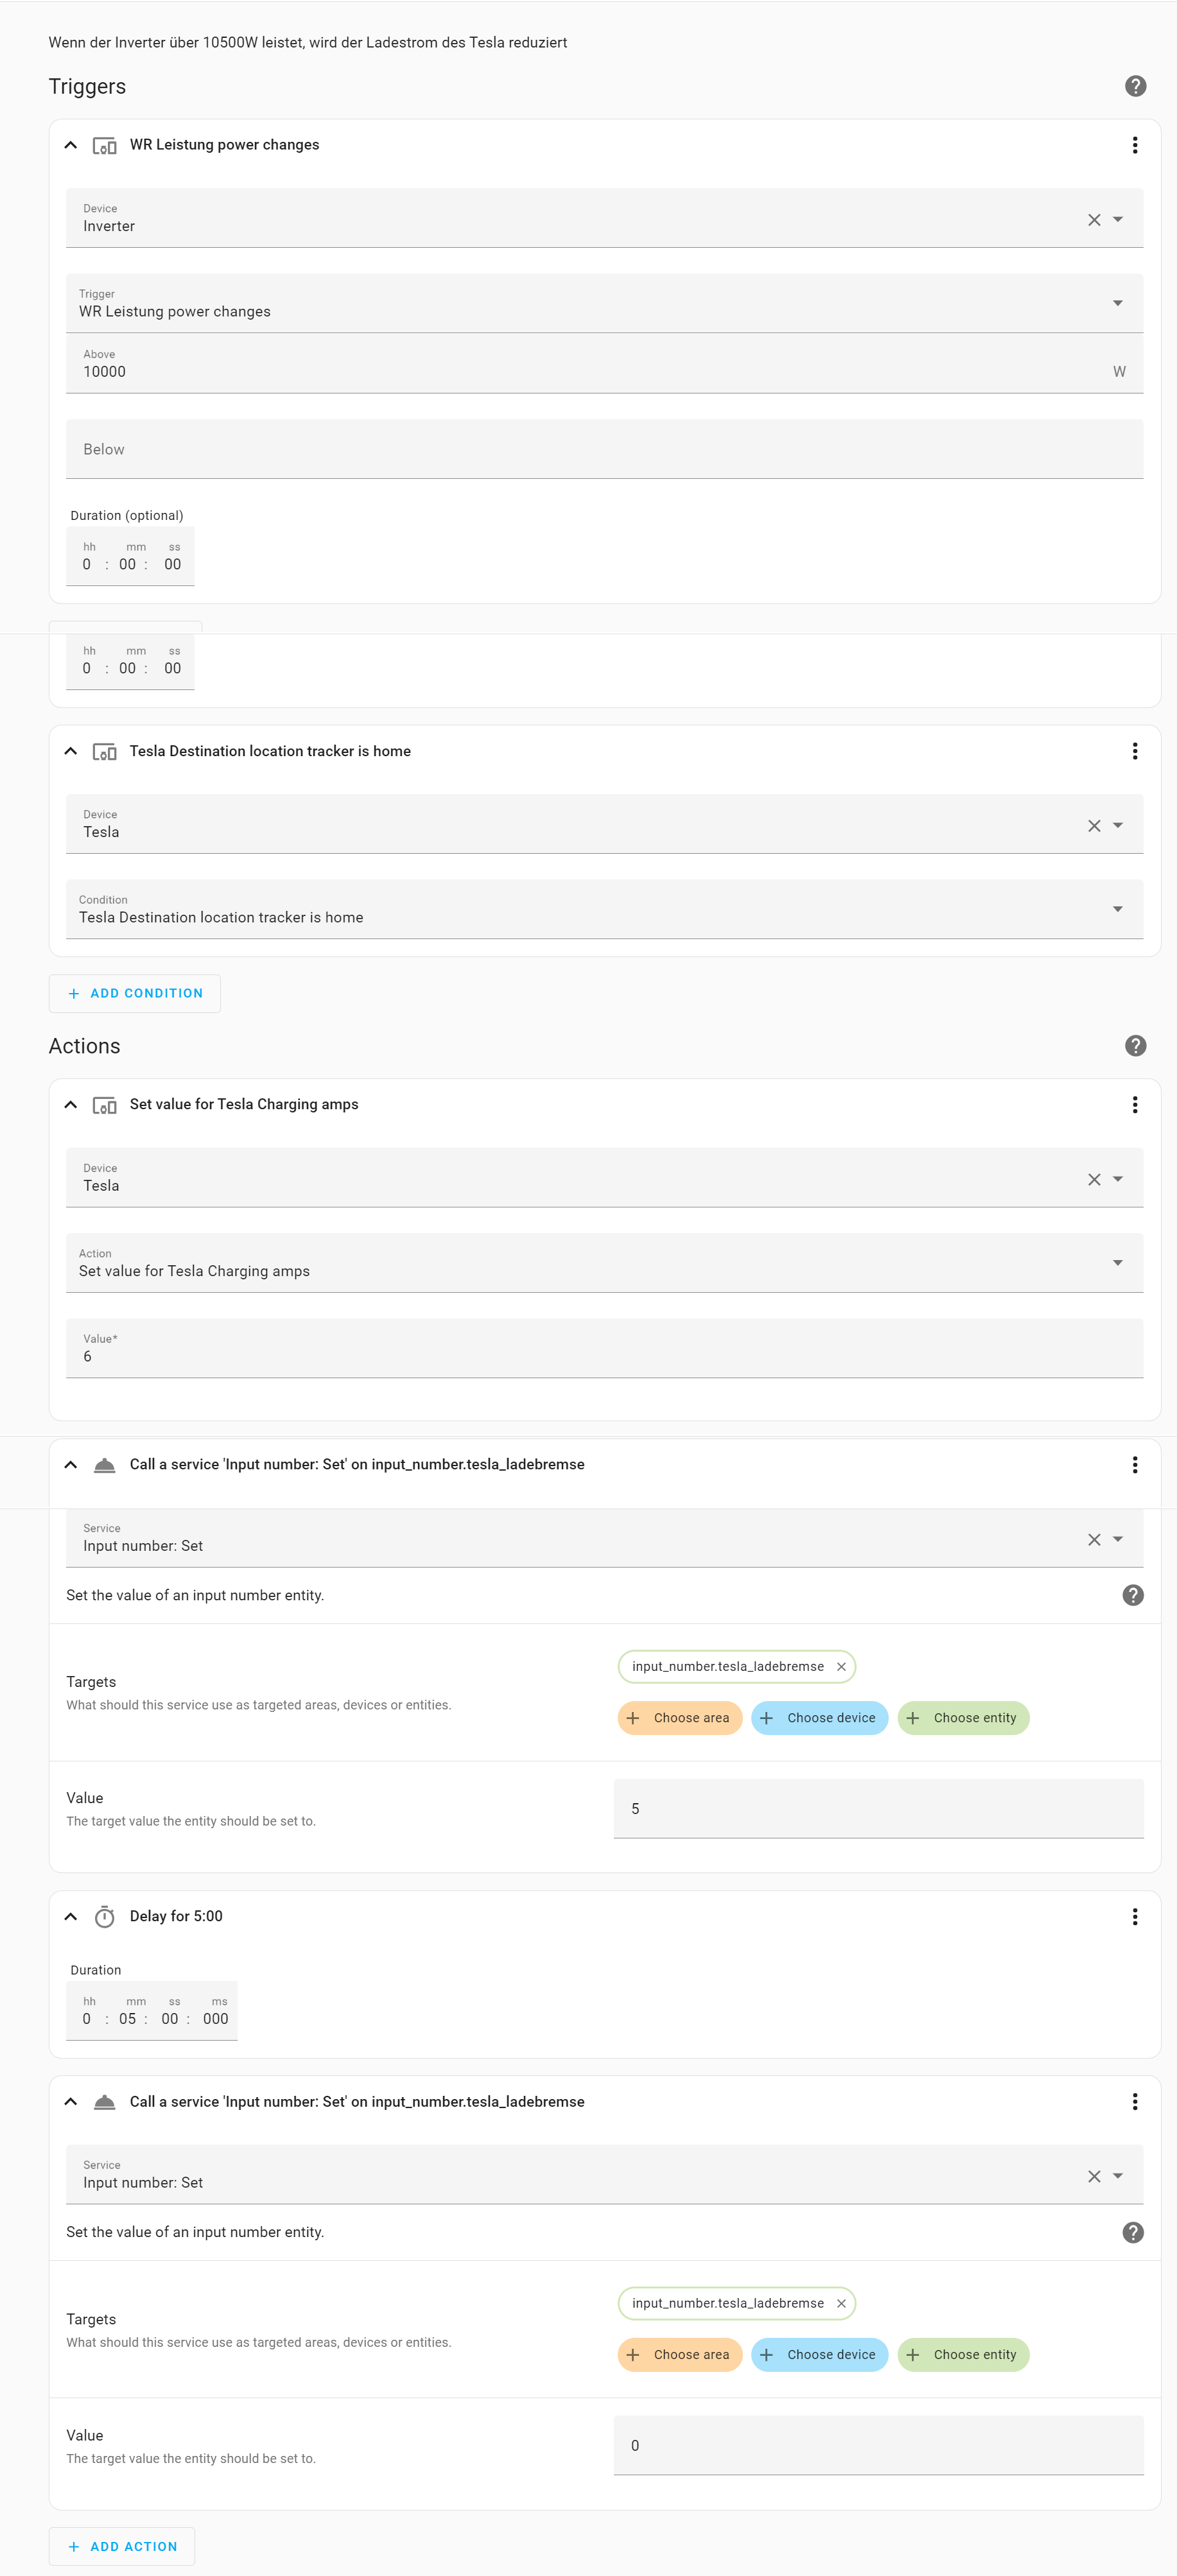 Wenn der Inverter über 10500W leistet, wird der Ladestrom des Tesla reduziert
Triggers
WR Leistung power changes
Device
Inverter
Trigger
WR Leistung power changes
Above
10000 W
Below
Duration (optional)
hh mm ss
0 : 00 : 00
hh mm ss
0 : 00 : 00
Tesla Destination location tracker is home
Device
Tesla
Condition
Tesla Destination location tracker is home
+ ADD CONDITION
Actions
Set value for Tesla Charging amps
Device
Tesla
Action
Set value for Tesla Charging amps
Value*
6
Call a service 'Input number: Set' on input_number.tesla_ladebremse
Service
Input number: Set
Set the value of an input number entity.
input_number.tesla_ladebremse
Targets
What should this service use as targeted areas, devices or entities.
Choose area Choose device Choose entity
Value
The target value the entity should be set to.
5
Delay for 5:00
Duration
hh mm ss ms
0 : 05 : 00 : 000
Call a service 'Input number: Set' on input_number.tesla_ladebremse
Service
Input number: Set
Set the value of an input number entity.
input_number.tesla_ladebremse
Targets
What should this service use as targeted areas, devices or entities.
Choose area Choose device Choose entity
Value
The target value the entity should be set to.
0
+ ADD ACTION